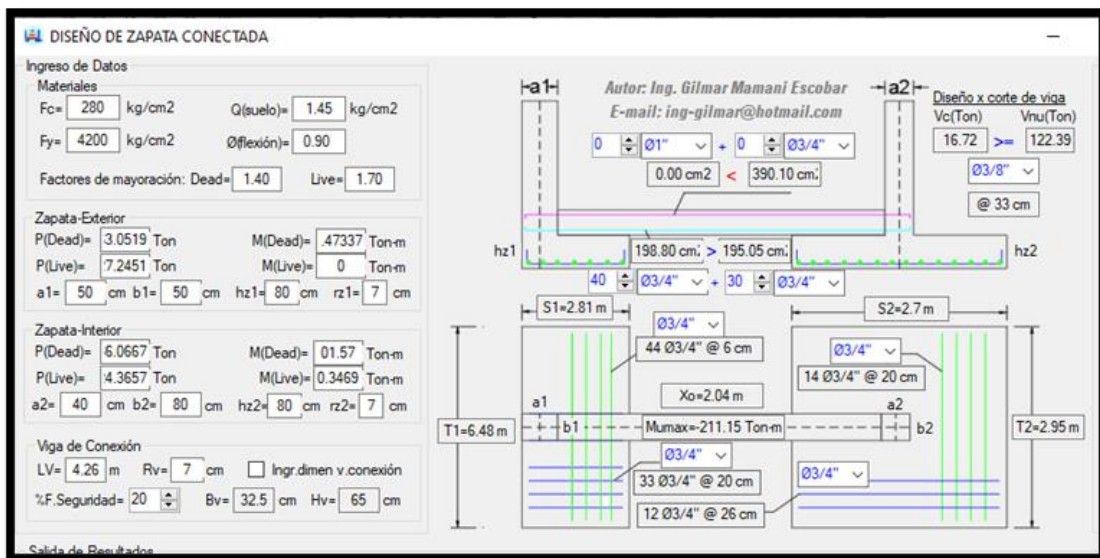 DISEÑO DE ZAPATA CONECTADA
Ingreso de Datos
Materiales
Fc= 280 kg/cm2 Q(suelo)= 1.45 kg/cm2
Fy= 4200 kg/cm2 Ø(flexión)= 0.90
Factores de mayoración: Dead= 1.40 Live= 1.70
Zapata-Exterior
P(Dead)= 3.0519 Ton M(Dead)= .47337 Ton-m
P(Live)= 7.2451 Ton M(Live)= 0 Ton-m
a1= 50 cm b1= 50 cm hz1= 80 cm rz1= 7 cm
Zapata-Interior
P(Dead)= 6.0667 Ton M(Dead) 01.57 Ton-m
P(Live)= 4.3657 Ton M(Live)= 0.3469 Ton-m
a2= 40 cm b2= 80 cm hz2= 80 cm rz2= 7 cm
Viga de Conexión
LV= 4.26 m Rv= 7 cm Ingr.dimen v.conexión
%F.Seguridad= 20 Bv= 32.5 cm Hv= 65 cm
Salida de Resultados
a1 Autor: Ing. Gilmar Mamani Escobar a2
E-mail: ing-gilmar@hotmail.com
Diseño x corte de viga
Vc(Ton) Vnu(Ton)
16.72 >= 122.39
Ø3/8"
@ 33 cm
0 Ø1" + 0 Ø3/4"
0.00 cm2 < 390.10 cm2
hz1 198.80 cm2 > 195.05 cm2 hz2
40 Ø3/4" + 30 Ø3/4"
S1=2.81 m S2=2.7 m
Ø3/4"
44 Ø3/4" @ 6 cm
Ø3/4"
14 Ø3/4" @ 20 cm
Xo=2.04 m
a1 a2
T1=6.48 m b1 Mumax=-211.15 Ton-m b2 T2=2.95 m
Ø3/4"
33 Ø3/4" @ 20 cm
Ø3/4"
12 Ø3/4" @ 26 cm